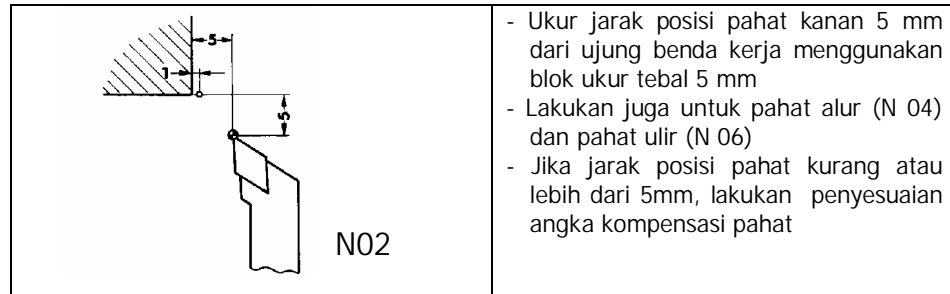 5
1
5
N02
- Ukur jarak posisi pahat kanan 5 mm
dari ujung benda kerja menggunakan
blok ukur tebal 5 mm
- Lakukan juga untuk pahat alur (N 04)
dan pahat ulir (N 06)
- Jika jarak posisi pahat kurang atau
lebih dari 5mm, lakukan penyesuaian
angka kompensasi pahat